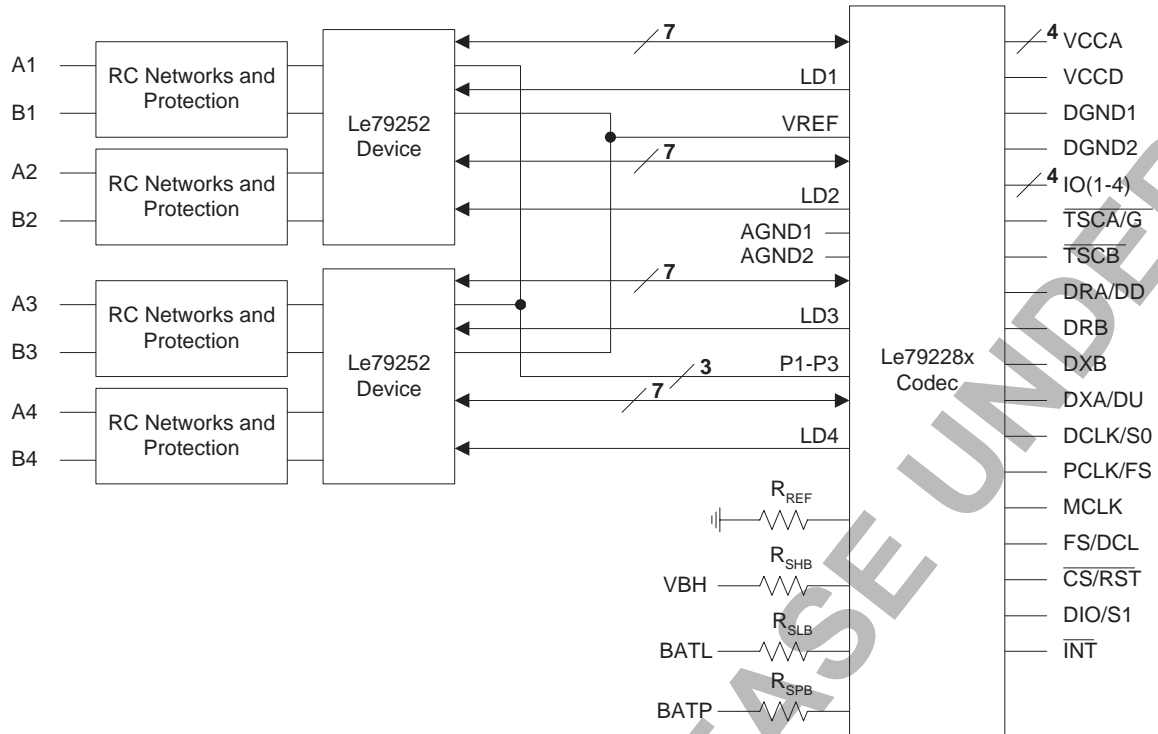 A1
B1
RC Networks and
Protection
A2
B2
RC Networks and
Protection
Le79252
Device
A3
B3
RC Networks and
Protection
A4
B4
RC Networks and
Protection
Le79252
Device
7
LD1
VREF
7
LD2
AGND1
AGND2
7
LD3
P1-P3
3
7
LD4
RREF
RSHB
VBH
RSLB
BATL
RSPB
BATP
Le79228x
Codec
4
VCCA
VCCD
DGND1
DGND2
4
IO(1-4)
TSCA/G
TSCB
DRA/DD
DRB
DXB
DXA/DU
DCLK/S0
PCLK/FS
MCLK
FS/DCL
CS/RST
DIO/S1
INT